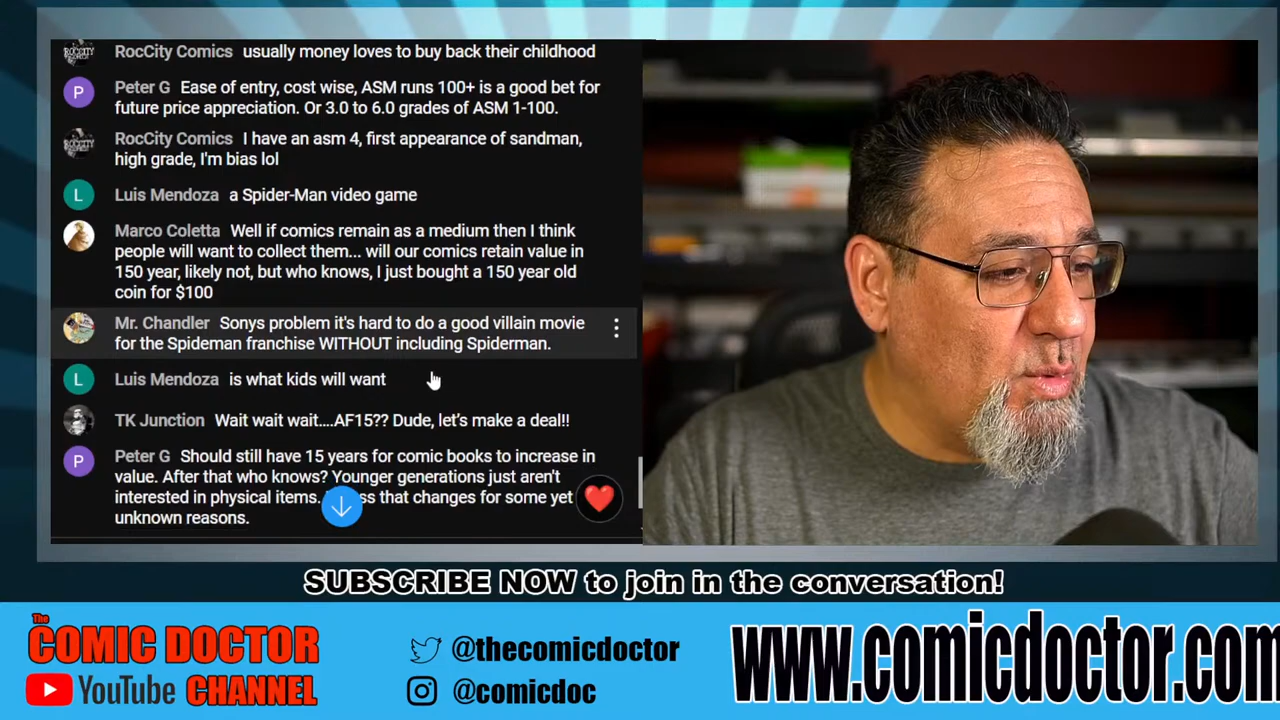 RocCity Comics usually money loves to buy back their childhood
P
Peter G Ease of entry, cost wise, ASM runs 100+ is a good bet for
future price appreciation. Or 3.0 to 6.0 grades of ASM 1-100.
RocCity Comics I have an asm 4, first appearance of sandman,
high grade, I'm bias lol
L
Luis Mendoza a Spider-Man video game
Marco Coletta Well if comics remain as a medium then I think
people will want to collect them... will our comics retain value in
150 year, likely not, but who knows, I just bought a 150 year old
coin for $100
Mr. Chandler Sonys problem it's hard to do a good villain movie
for the Spideman franchise WITHOUT including Spiderman.
L
Luis Mendoza is what kids will want
TK Junction Wait wait wait....AF15?? Dude, let's make a deal!!
P
Peter G Should still have 15 years for comic books to increase in
value. After that who knows? Younger generations just aren't
interested in physical items. ss that changes for some yet
unknown reasons.
SUBSCRIBE NOW to join in the conversation!
The
COMIC DOCTOR
YouTube CHANNEL
@thecomicdoctor
@comicdoc
www.comicdoctor.com